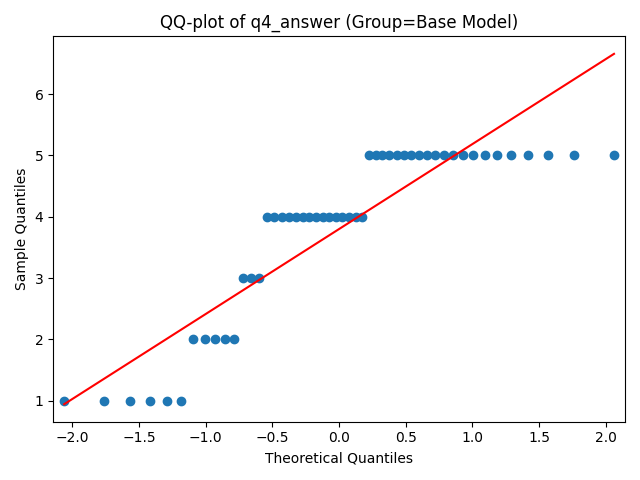 QQ-plot of q4_answer (Group=Base Model)
Sample Quantiles
6
5
4
3
2
1
−2.0 −1.5 −1.0 −0.5 0.0 0.5 1.0 1.5 2.0
Theoretical Quantiles